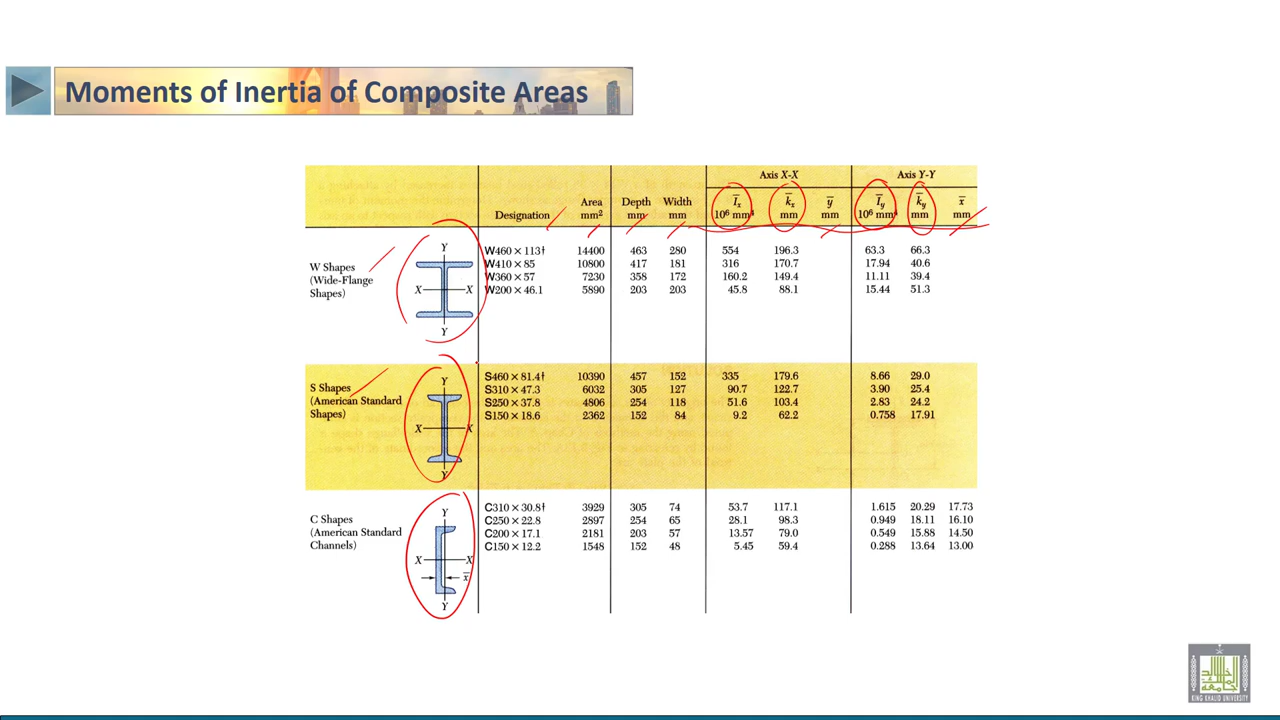 Moments of Inertia of Composite Areas
Axis X-X Axis Y-Y
Designation Area mm² Depth mm Width mm I̅x 10⁶ mm⁴ k̅x mm y̅ mm I̅y 10⁶ mm⁴ k̅y mm x̅ mm
W Shapes
(Wide-Flange
Shapes)
Y
X X
Y
W460 × 113† 14400 463 280 554 196.3 63.3 66.3
W410 × 85 10800 417 181 316 170.7 17.94 40.6
W360 × 57 7230 358 172 160.2 149.4 11.11 39.4
W200 × 46.1 5890 203 203 45.8 88.1 15.44 51.3
S Shapes
(American Standard
Shapes)
Y
X X
Y
S460 × 81.4† 10390 457 152 335 179.6 8.66 29.0
S310 × 47.3 6032 305 127 90.7 122.7 3.90 25.4
S250 × 37.8 4806 254 118 51.6 103.4 2.83 24.2
S150 × 18.6 2362 152 84 9.2 62.2 0.758 17.91
C Shapes
(American Standard
Channels)
Y
X X
x̅
Y
C310 × 30.8† 3929 305 74 53.7 117.1 1.615 20.29 17.73
C250 × 22.8 2897 254 65 28.1 98.3 0.949 18.11 16.10
C200 × 17.1 2181 203 57 13.57 79.0 0.549 15.88 14.50
C150 × 12.2 1548 152 48 5.45 59.4 0.288 13.64 13.00
KING KHALID UNIVERSITY